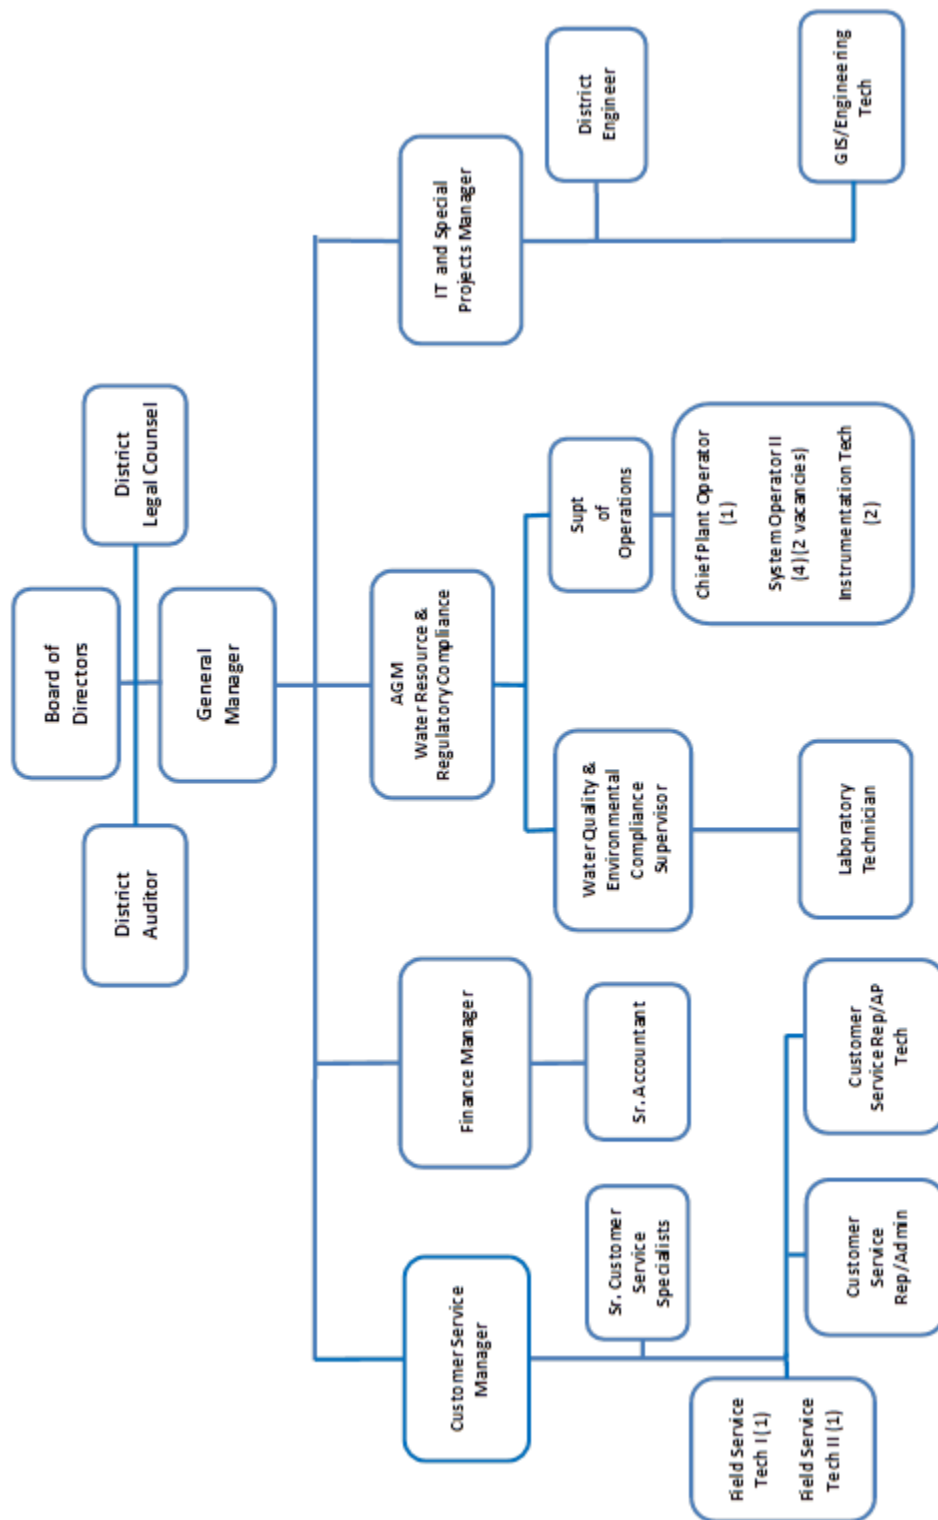 Board of
Directors
District
Auditor
District
Legal Counsel
General
Manager
Customer Service
Manager
Finance Manager
AGM
Water Resource &
Regulatory Compliance
IT and Special
Projects Manager
Sr. Customer
Service
Specialists
Sr. Accountant
Water Quality &
Environmental
Compliance
Supervisor
Supt
of
Operations
District
Engineer
Field Service
Tech I (1)
Field Service
Tech II (1)
Customer
Service
Rep/Admin
Customer
Service Rep/AP
Tech
Laboratory
Technician
Chief Plant Operator
(1)
System Operator II
(4) (2 vacancies)
Instrumentation Tech
(2)
GIS/Engineering
Tech